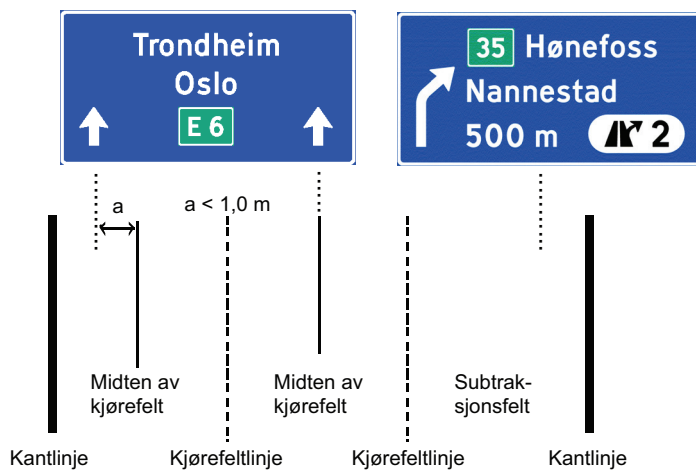 Trondheim
Oslo
E 6
35 Hønefoss
Nannestad
500 m 2
a
a < 1,0 m
Midten av
kjørefelt
Midten av
kjørefelt
Subtrak-
sjonsfelt
Kantlinje
Kjørefeltlinje
Kjørefeltlinje
Kantlinje